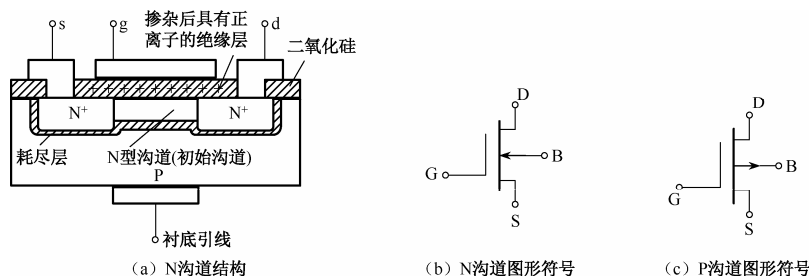 s
g
掺杂后具有正
离子的绝缘层
d
二氧化硅
+ + + + + + + + +
N+
N+
耗尽层
N型沟道(初始沟道)
P
衬底引线
(a) N沟道结构
D
G
B
S
(b) N沟道图形符号
D
G
B
S
(c) P沟道图形符号